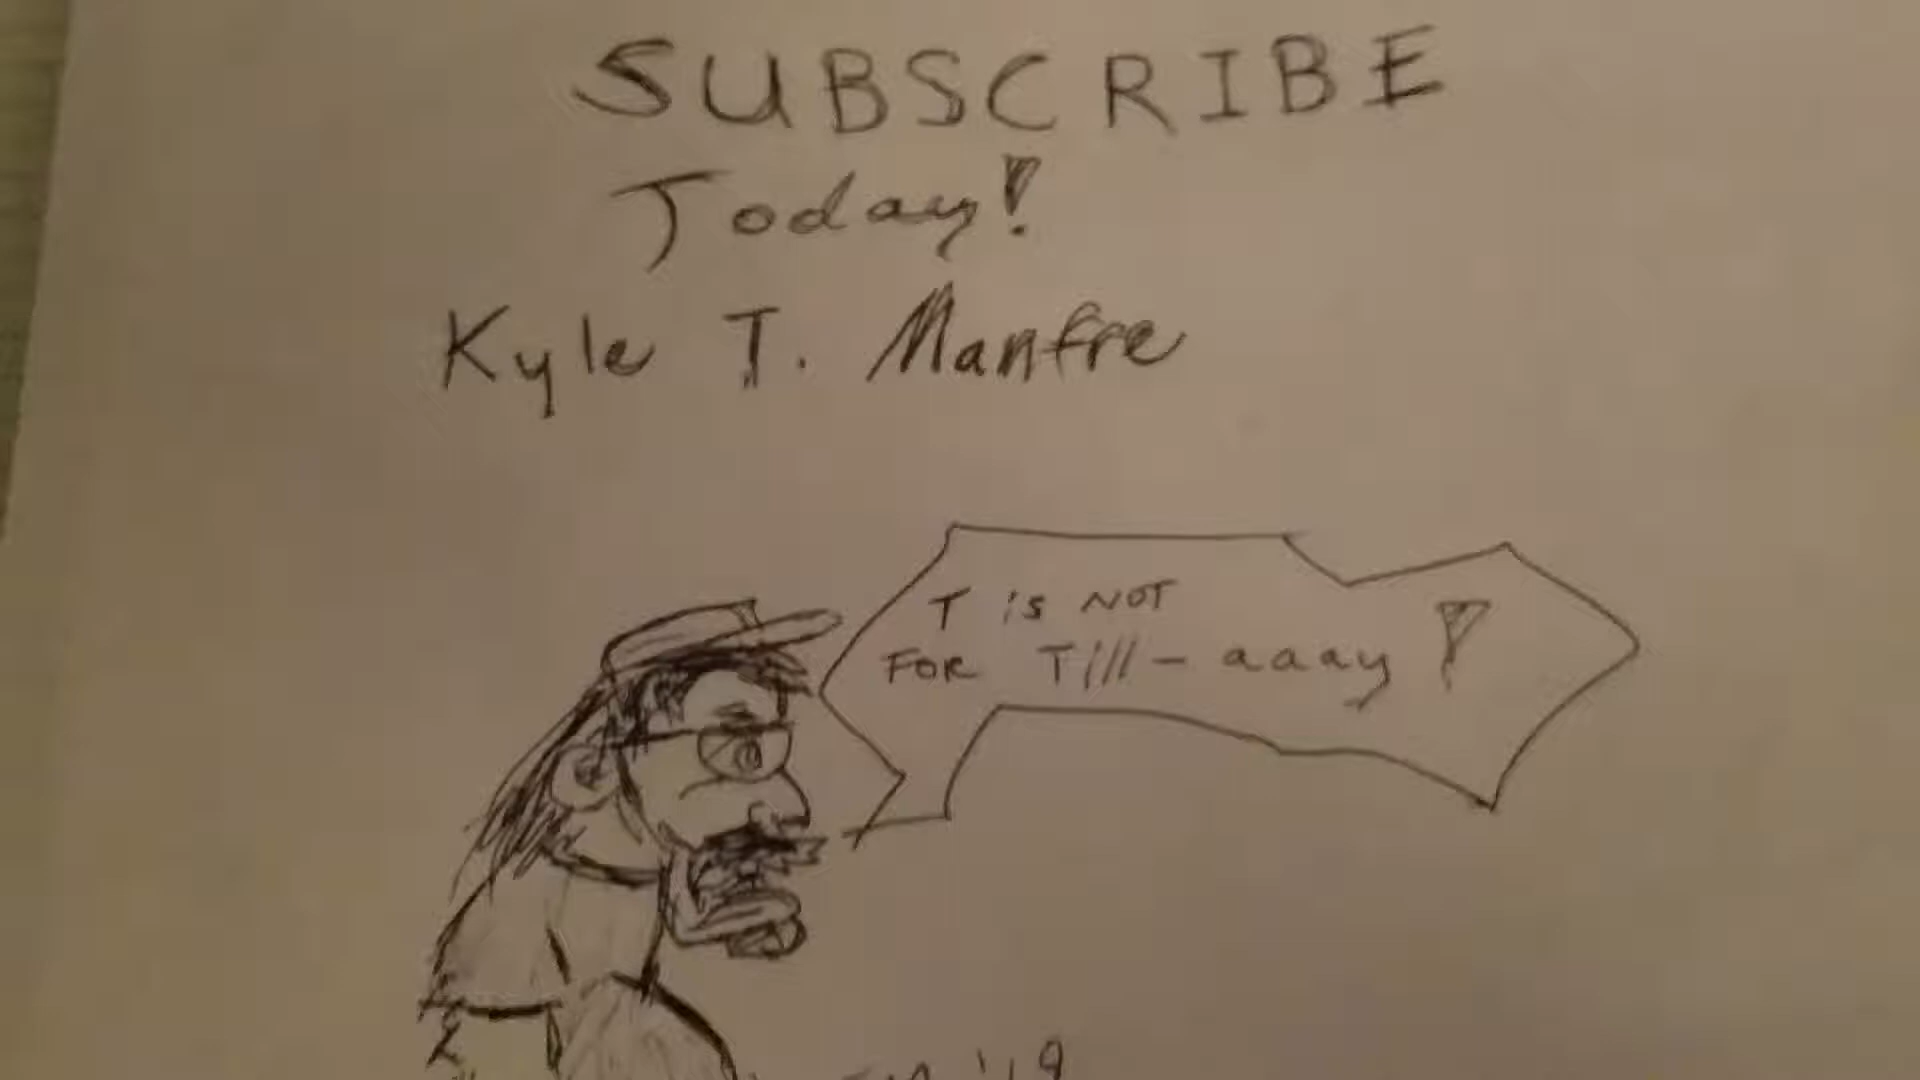 SUBSCRIBE
Today!
Kyle T. Manfre
T is NOT
FOR Till-aaay!